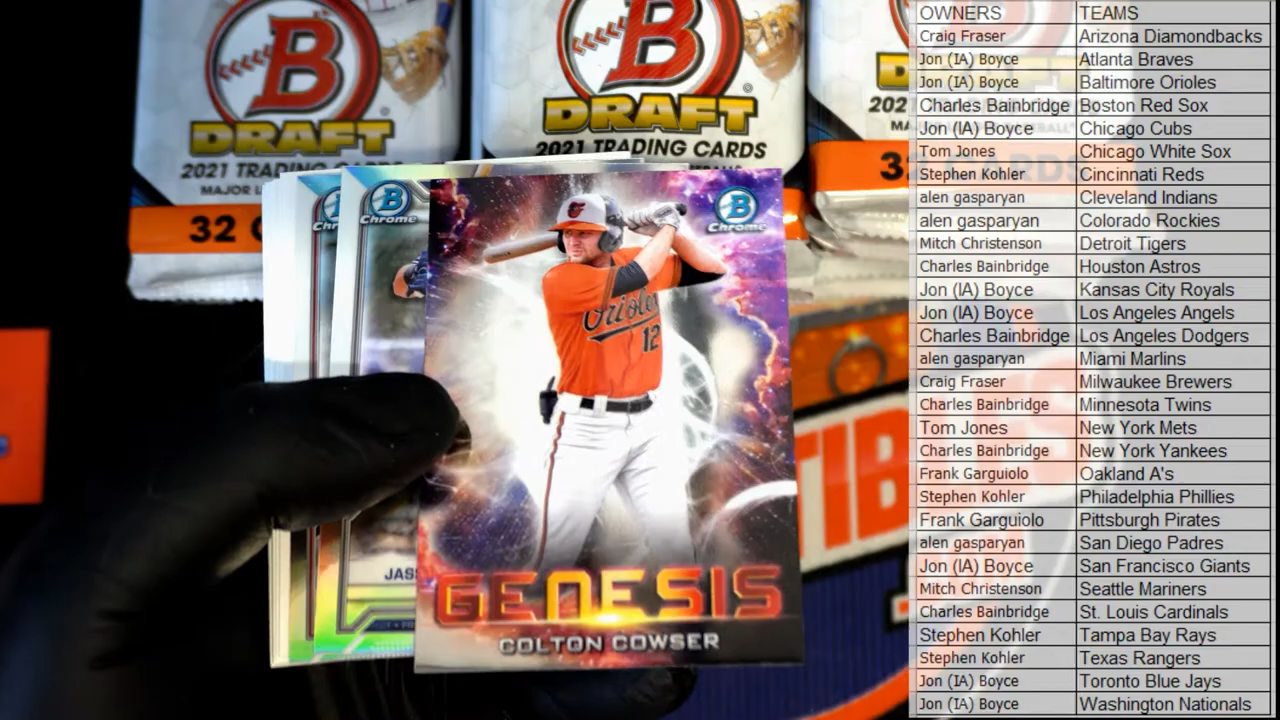 B
DRAFT
2021 TRADING CARDS
MAJOR L
32 C
B
DRAFT
2021 TRADING CARDS
202
MA
32 CARDS
Chr
B
Chrome
B
Chrome
Orioles
12
JAS
GENESIS
COLTON COWSER
TIB
OWNERS TEAMS
Craig Fraser Arizona Diamondbacks
Jon (IA) Boyce Atlanta Braves
Jon (IA) Boyce Baltimore Orioles
Charles Bainbridge Boston Red Sox
Jon (IA) Boyce Chicago Cubs
Tom Jones Chicago White Sox
Stephen Kohler Cincinnati Reds
alen gasparyan Cleveland Indians
alen gasparyan Colorado Rockies
Mitch Christenson Detroit Tigers
Charles Bainbridge Houston Astros
Jon (IA) Boyce Kansas City Royals
Jon (IA) Boyce Los Angeles Angels
Charles Bainbridge Los Angeles Dodgers
alen gasparyan Miami Marlins
Craig Fraser Milwaukee Brewers
Charles Bainbridge Minnesota Twins
Tom Jones New York Mets
Charles Bainbridge New York Yankees
Frank Garguiolo Oakland A's
Stephen Kohler Philadelphia Phillies
Frank Garguiolo Pittsburgh Pirates
alen gasparyan San Diego Padres
Jon (IA) Boyce San Francisco Giants
Mitch Christenson Seattle Mariners
Charles Bainbridge St. Louis Cardinals
Stephen Kohler Tampa Bay Rays
Stephen Kohler Texas Rangers
Jon (IA) Boyce Toronto Blue Jays
Jon (IA) Boyce Washington Nationals